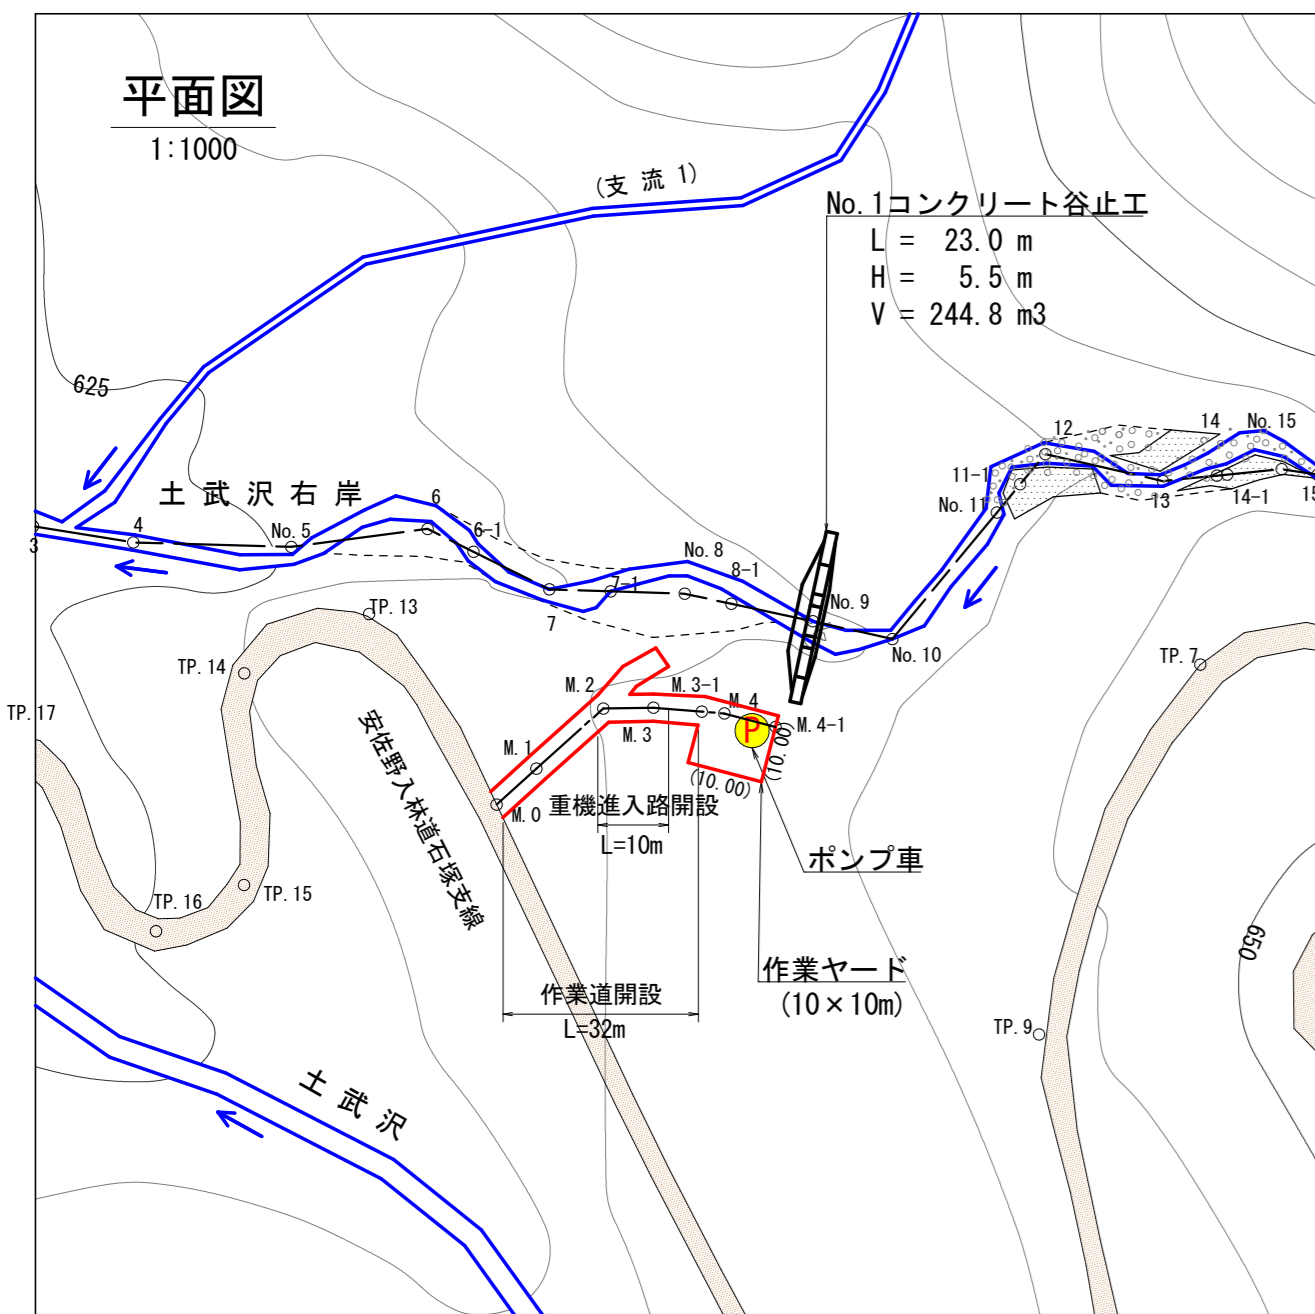 平面図
1:1000
(支流1)
No.1コンクリート谷止工
L = 23.0 m
H = 5.5 m
V = 244.8 m3
625
土武沢右岸
3
4
No.5
6
6-1
7
7-1
No.8
8-1
No.9
No.10
No.11
11-1
12
13
14
14-1
No.15
15
TP.13
TP.14
TP.17
TP.7
M.2
M.3-1
M.4
M.4-1
M.1
M.3
M.0
P
(10.00)
(10.00)
安佐野入林道石塚支線
重機進入路開設
L=10m
ポンプ車
TP.15
TP.16
作業ヤード
(10×10m)
作業道開設
L=32m
650
TP.9
土武沢